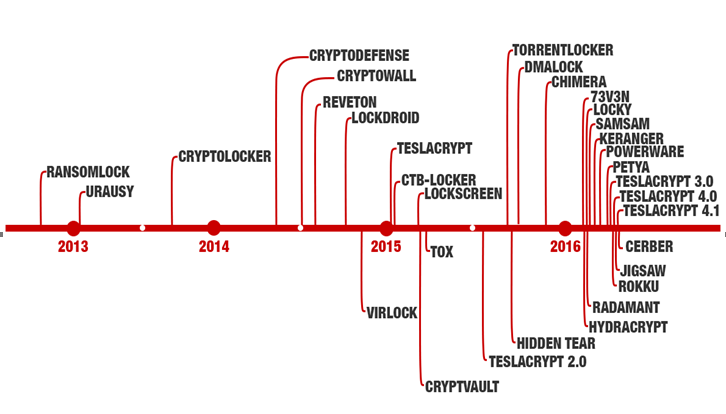 CRYPTODEFENSE
CRYPTOWALL
REVETON
LOCKDROID
RANSOMLOCK
URAUSY
CRYPTOLOCKER
TESLACRYPT
CTB-LOCKER
LOCKSCREEN
TORRENTLOCKER
DMALOCK
CHIMERA
73V3N
LOCKY
SAMSAM
KERANGER
POWERWARE
PETYA
TESLACRYPT 3.0
TESLACRYPT 4.0
TESLACRYPT 4.1
2013
2014
2015
2016
TOX
CERBER
JIGSAW
ROKKU
VIRLOCK
RADAMANT
HYDRACRYPT
HIDDEN TEAR
TESLACRYPT 2.0
CRYPTVAULT